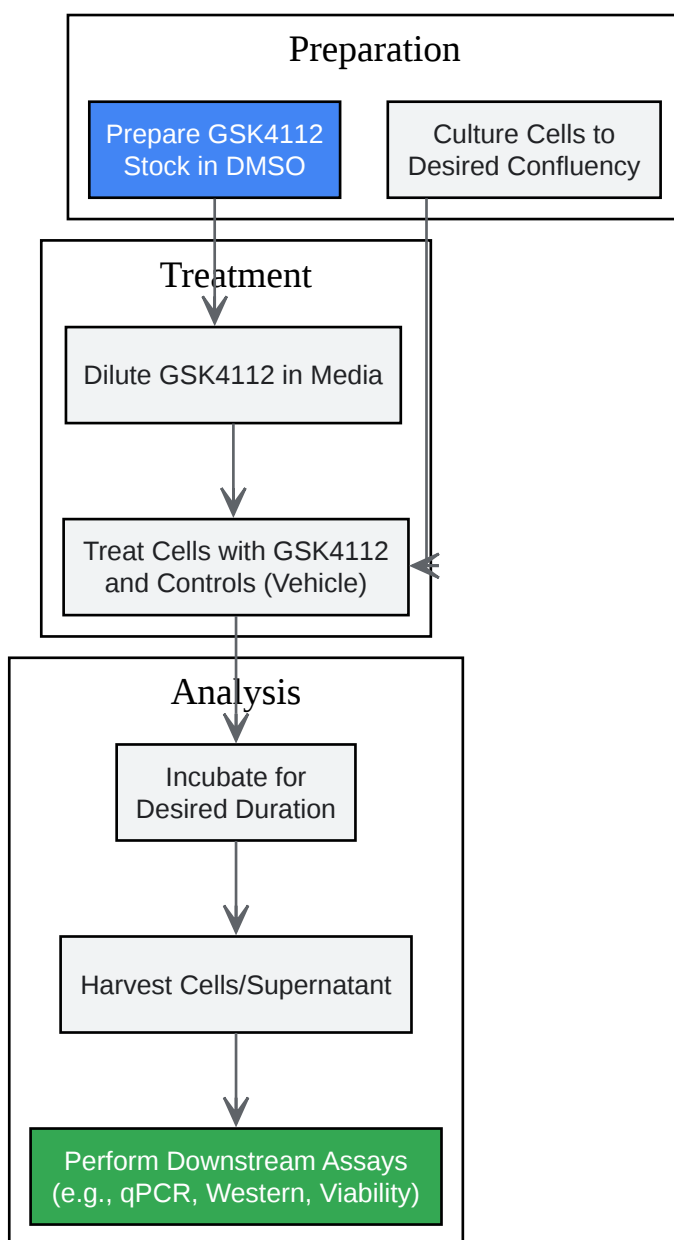 Preparation
Prepare GSK4112
Stock in DMSO
Culture Cells to
Desired Confluency
Treatment
Dilute GSK4112 in Media
Treat Cells with GSK4112
and Controls (Vehicle)
Analysis
Incubate for
Desired Duration
Harvest Cells/Supernatant
Perform Downstream Assays
(e.g., qPCR, Western, Viability)